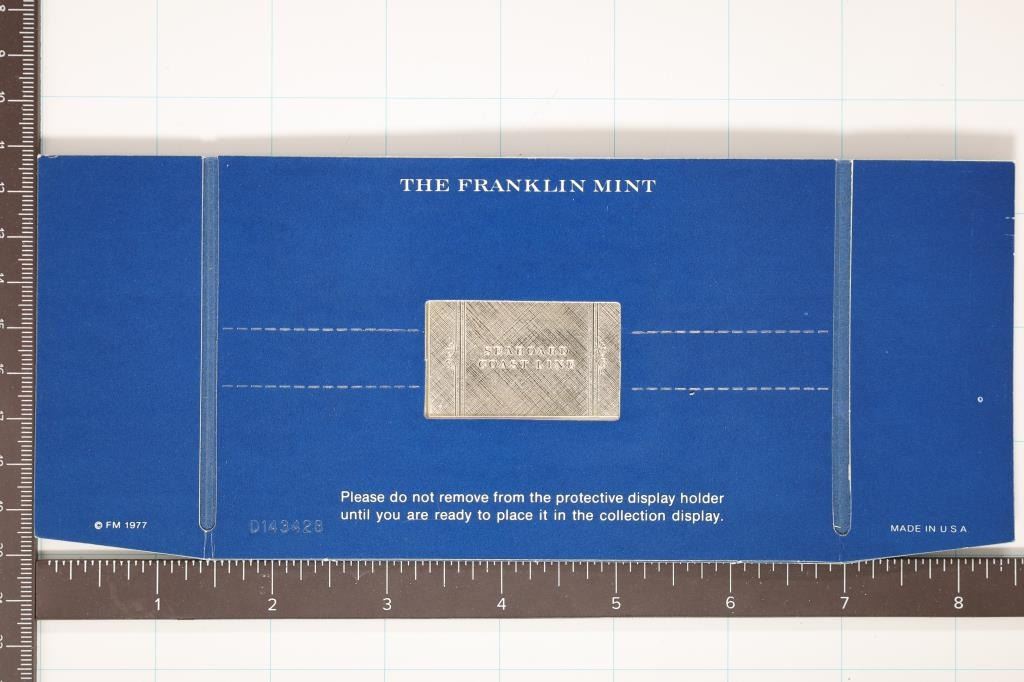 THE FRANKLIN MINT
SEABOARD
COAST LINE
Please do not remove from the protective display holder
until you are ready to place it in the collection display.
© FM 1977
D143428
MADE IN U S A
1 2 3 4 5 6 7 8